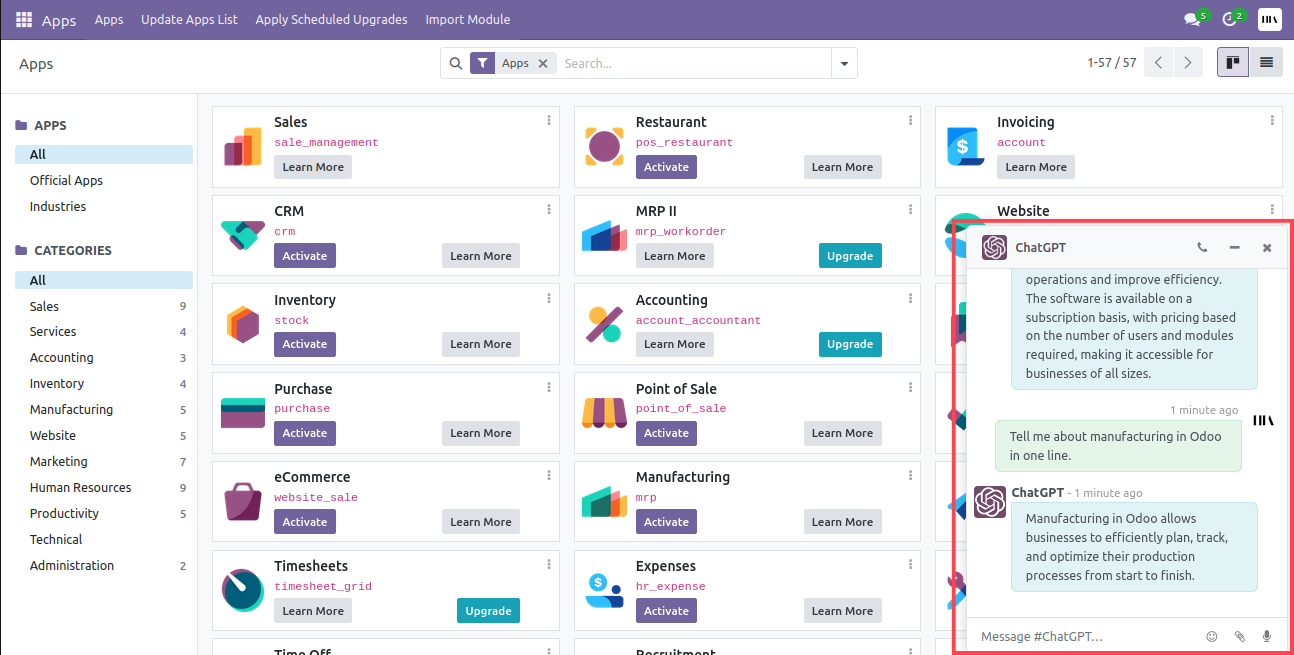 Apps Apps Update Apps List Apply Scheduled Upgrades Import Module 5 2
Apps Apps Search... 1-57 / 57
APPS
All
Official Apps
Industries
CATEGORIES
All
Sales 9
Services 4
Accounting 3
Inventory 4
Manufacturing 5
Website 5
Marketing 7
Human Resources 9
Productivity 5
Technical
Administration 2
Sales
sale_management
Learn More
Restaurant
pos_restaurant
Activate Learn More
Invoicing
account
Learn More
CRM
crm
Activate Learn More
MRP II
mrp_workorder
Learn More Upgrade
Website
Inventory
stock
Activate Learn More
Accounting
account_accountant
Learn More Upgrade
Purchase
purchase
Activate Learn More
Point of Sale
point_of_sale
Activate Learn More
eCommerce
website_sale
Activate Learn More
Manufacturing
mrp
Activate Learn More
Timesheets
timesheet_grid
Learn More Upgrade
Expenses
hr_expense
Activate Learn More
Time Off
Recruitment
ChatGPT
operations and improve efficiency.
The software is available on a
subscription basis, with pricing based
on the number of users and modules
required, making it accessible for
businesses of all sizes.
1 minute ago
Tell me about manufacturing in Odoo
in one line.
ChatGPT - 1 minute ago
Manufacturing in Odoo allows
businesses to efficiently plan, track,
and optimize their production
processes from start to finish.
Message #ChatGPT...